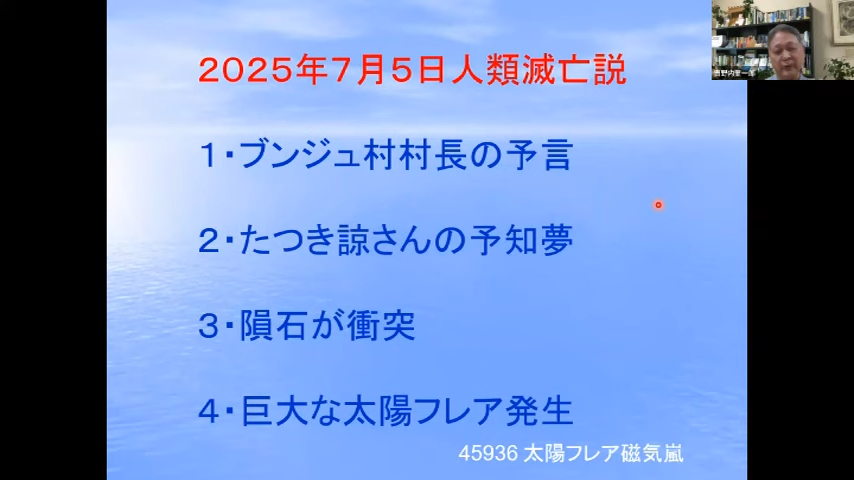 ２０２５年７月５日人類滅亡説
１・ブンジュ村村長の予言
２・たつき諒さんの予知夢
３・隕石が衝突
４・巨大な太陽フレア発生
45936 太陽フレア磁気嵐